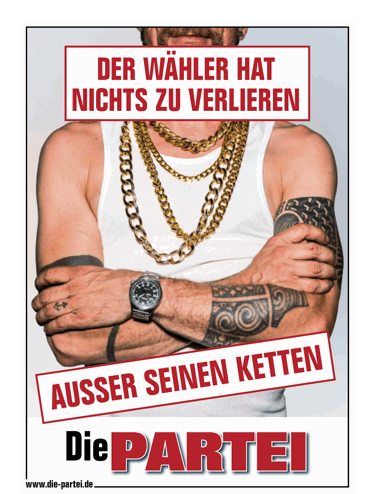 DER WÄHLER HAT
NICHTS ZU VERLIEREN
AUSSER SEINEN KETTEN
Die PARTEI
www.die-partei.de